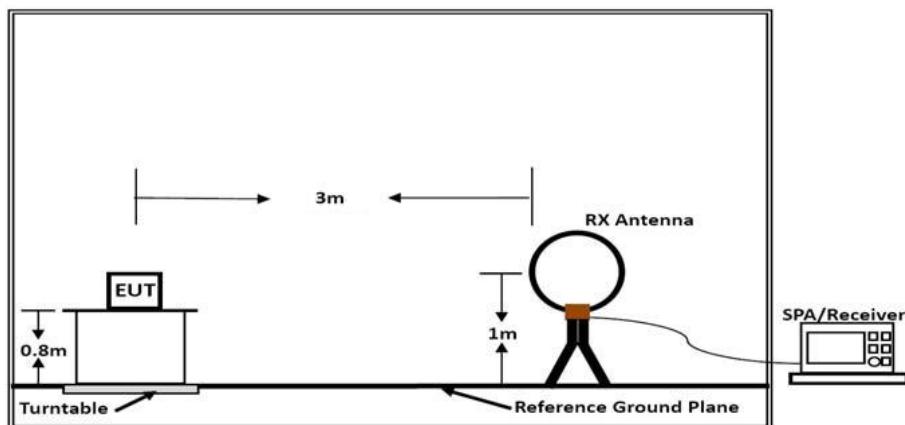 3m
RX Antenna
EUT
SPA/Receiver
0.8m
1m
Turntable
Reference Ground Plane